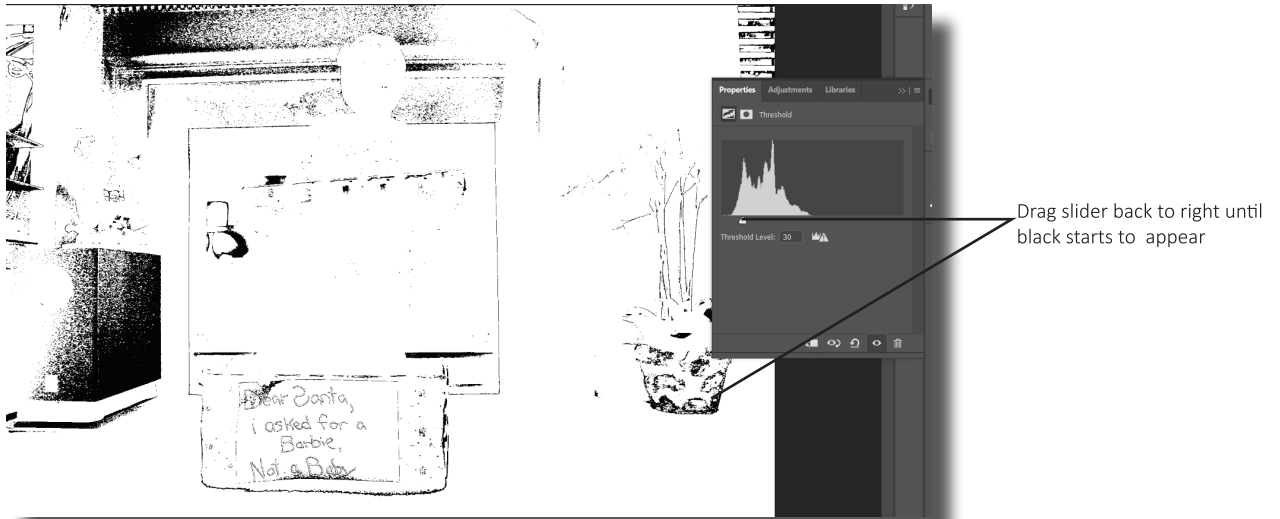 Properties Adjustments Libraries
Threshold
Threshold Level: 30
Drag slider back to right until
black starts to appear
Dear Santa,
i asked for a
Barbie,
Not a Baby